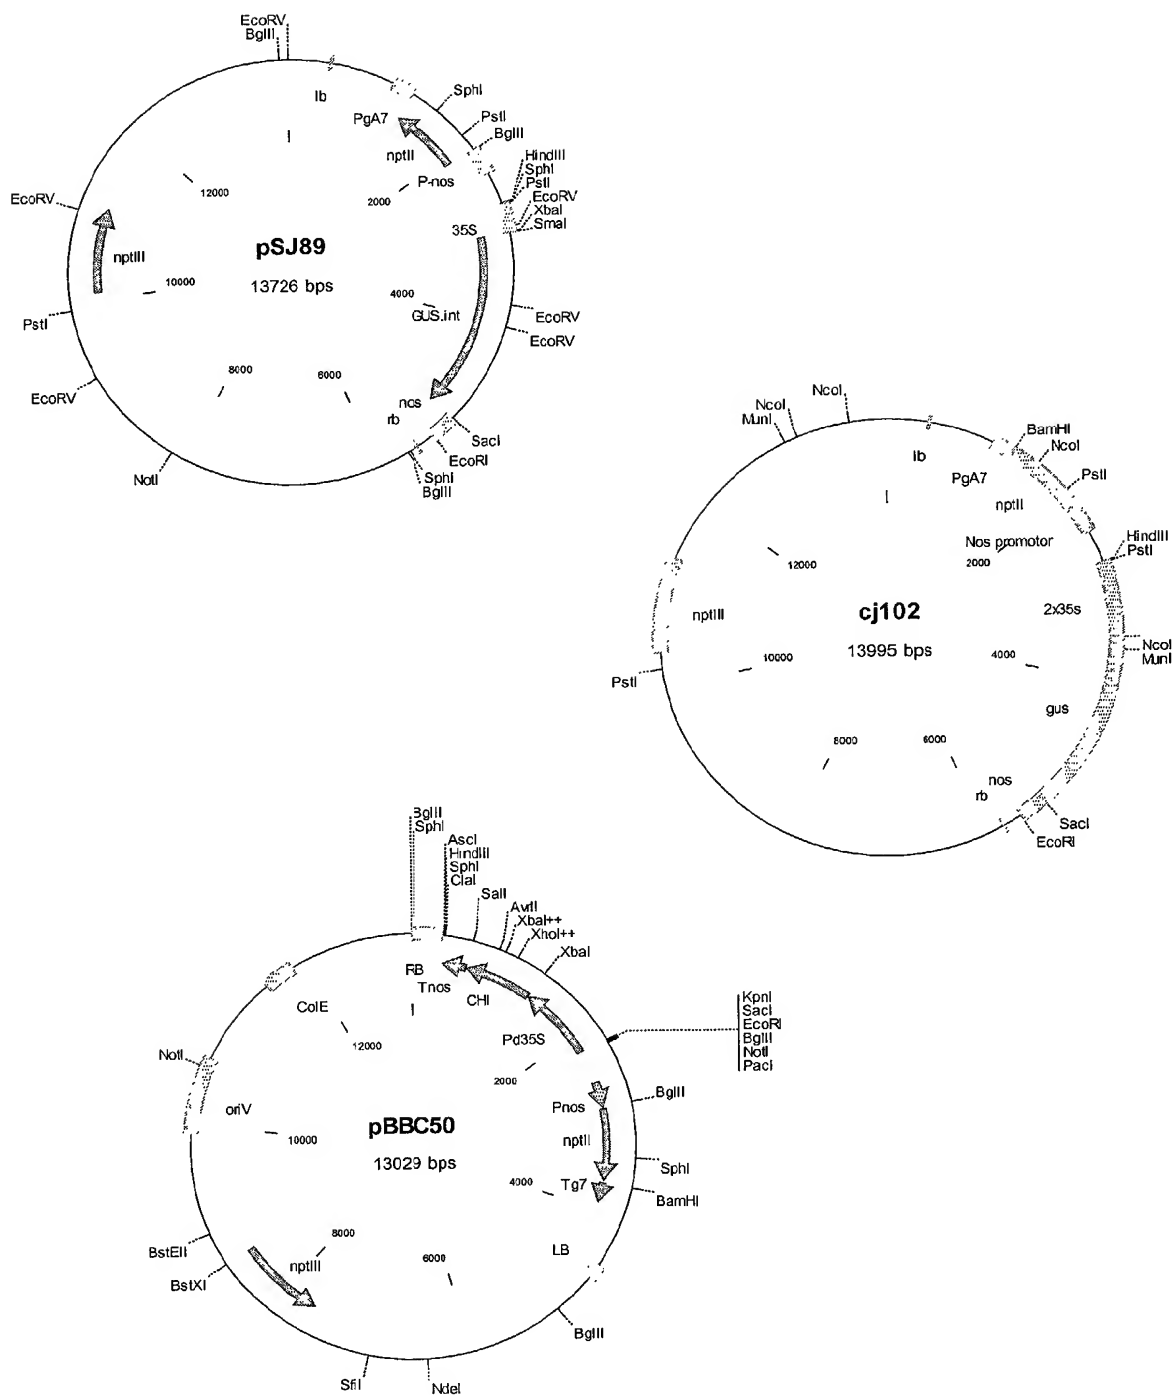 EcoRV
BglII
lb
SphI
PgA7
PstI
BglII
nptII
HindIII
SphI
PstI
EcoRV
XbaI
SmaI
I
12000
P-nos
2000
EcoRV
35S
nptIII
pSJ89
13726 bps
10000
4000
GUS.int
EcoRV
EcoRV
PstI
8000
6000
EcoRV
nos
rb
SacI
EcoRI
SphI
BglII
NotI
NcoI
NcoI
MunI
BamHI
NcoI
lb
PgA7
PstI
nptII
I
Nos promotor
HindIII
PstI
12000
2000
nptIII
cj102
13995 bps
2x35s
NcoI
MunI
10000
4000
PstI
gus
8000
6000
nos
rb
SacI
EcoRI
BglII
SphI
AscI
HindIII
SphI
ClaI
SalI
AvrII
XbaI++
XhoI++
XbaI
RB
Tnos
CHI
ColE
I
Pd35S
KpnI
SacI
EcoRI
BglII
NotI
PacI
12000
2000
NotI
oriV
pBBC50
13029 bps
Pnos
BglII
nptII
10000
SphI
4000
Tg7
BamHI
LB
BstEII
8000
nptIII
6000
BstXI
BglII
SfiI
NdeI